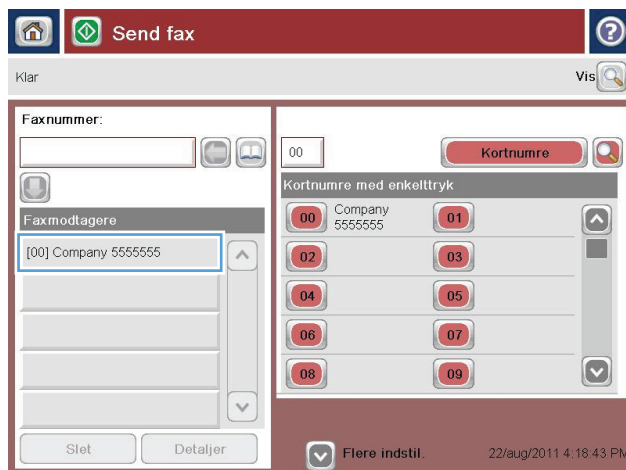 Send fax
Klar
Vis
Faxnummer:
00
Kortnumre
Kortnumre med enkelttryk
00 Company 5555555
01
Faxmodtagere
[00] Company 5555555
02
03
04
05
06
07
08
09
Slet
Detaljer
Flere indstil.
22/aug/2011 4:18:43 PM